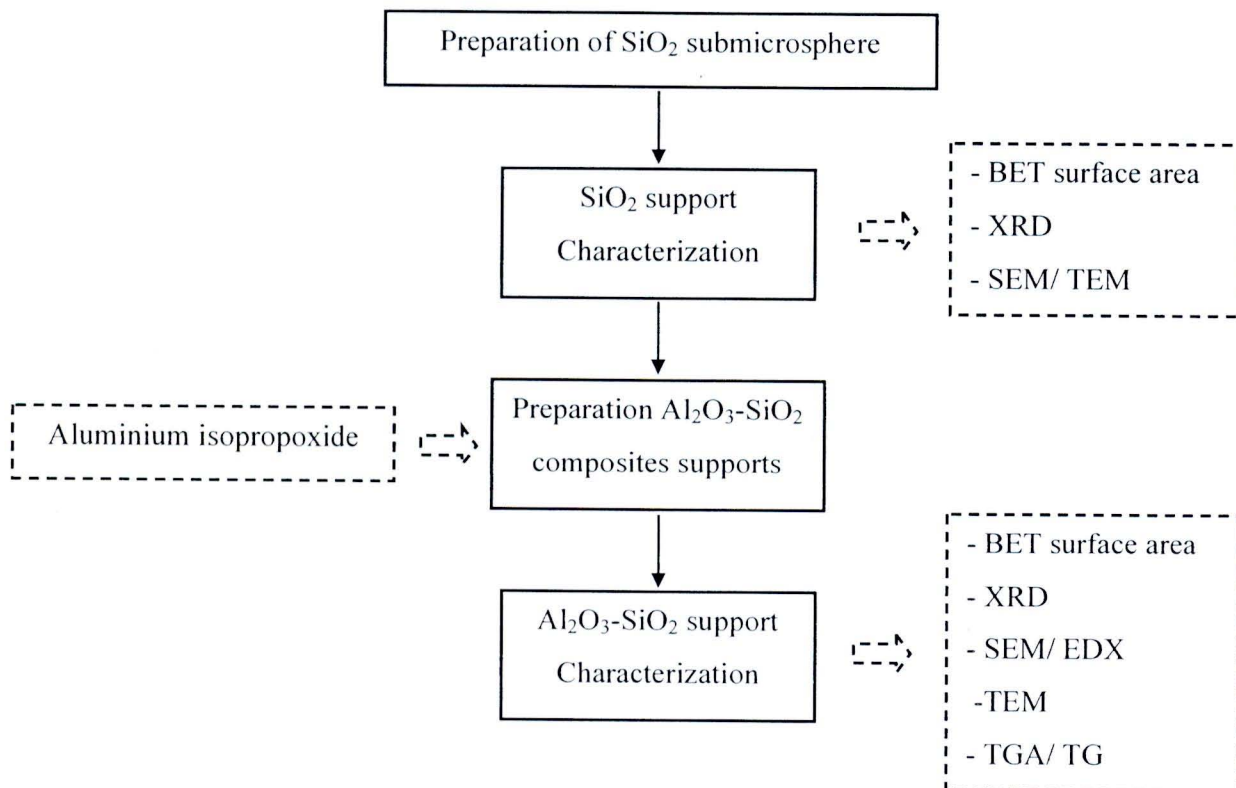 Preparation of SiO₂ submicrosphere
SiO₂ support
Characterization
- BET surface area
- XRD
- SEM/ TEM
Aluminium isopropoxide
Preparation Al₂O₃-SiO₂
composites supports
Al₂O₃-SiO₂ support
Characterization
- BET surface area
- XRD
- SEM/ EDX
-TEM
- TGA/ TG